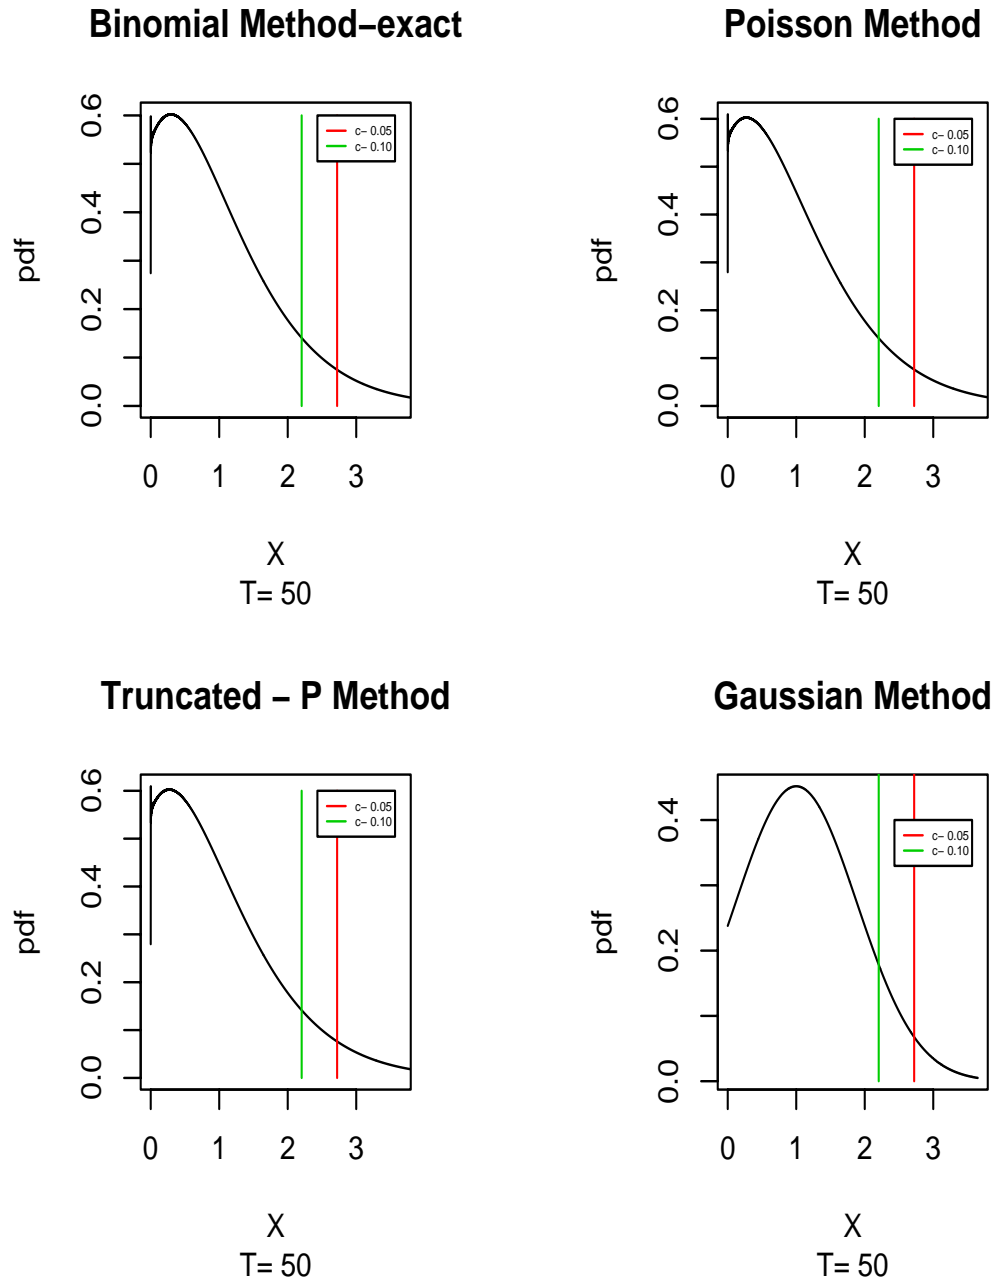 Binomial Method–exact
pdf
0.0 0.2 0.4 0.6
c– 0.05
c– 0.10
0 1 2 3
X
T= 50
Poisson Method
pdf
0.0 0.2 0.4 0.6
c– 0.05
c– 0.10
0 1 2 3
X
T= 50
Truncated – P Method
pdf
0.0 0.2 0.4 0.6
c– 0.05
c– 0.10
0 1 2 3
X
T= 50
Gaussian Method
pdf
0.0 0.2 0.4
c– 0.05
c– 0.10
0 1 2 3
X
T= 50